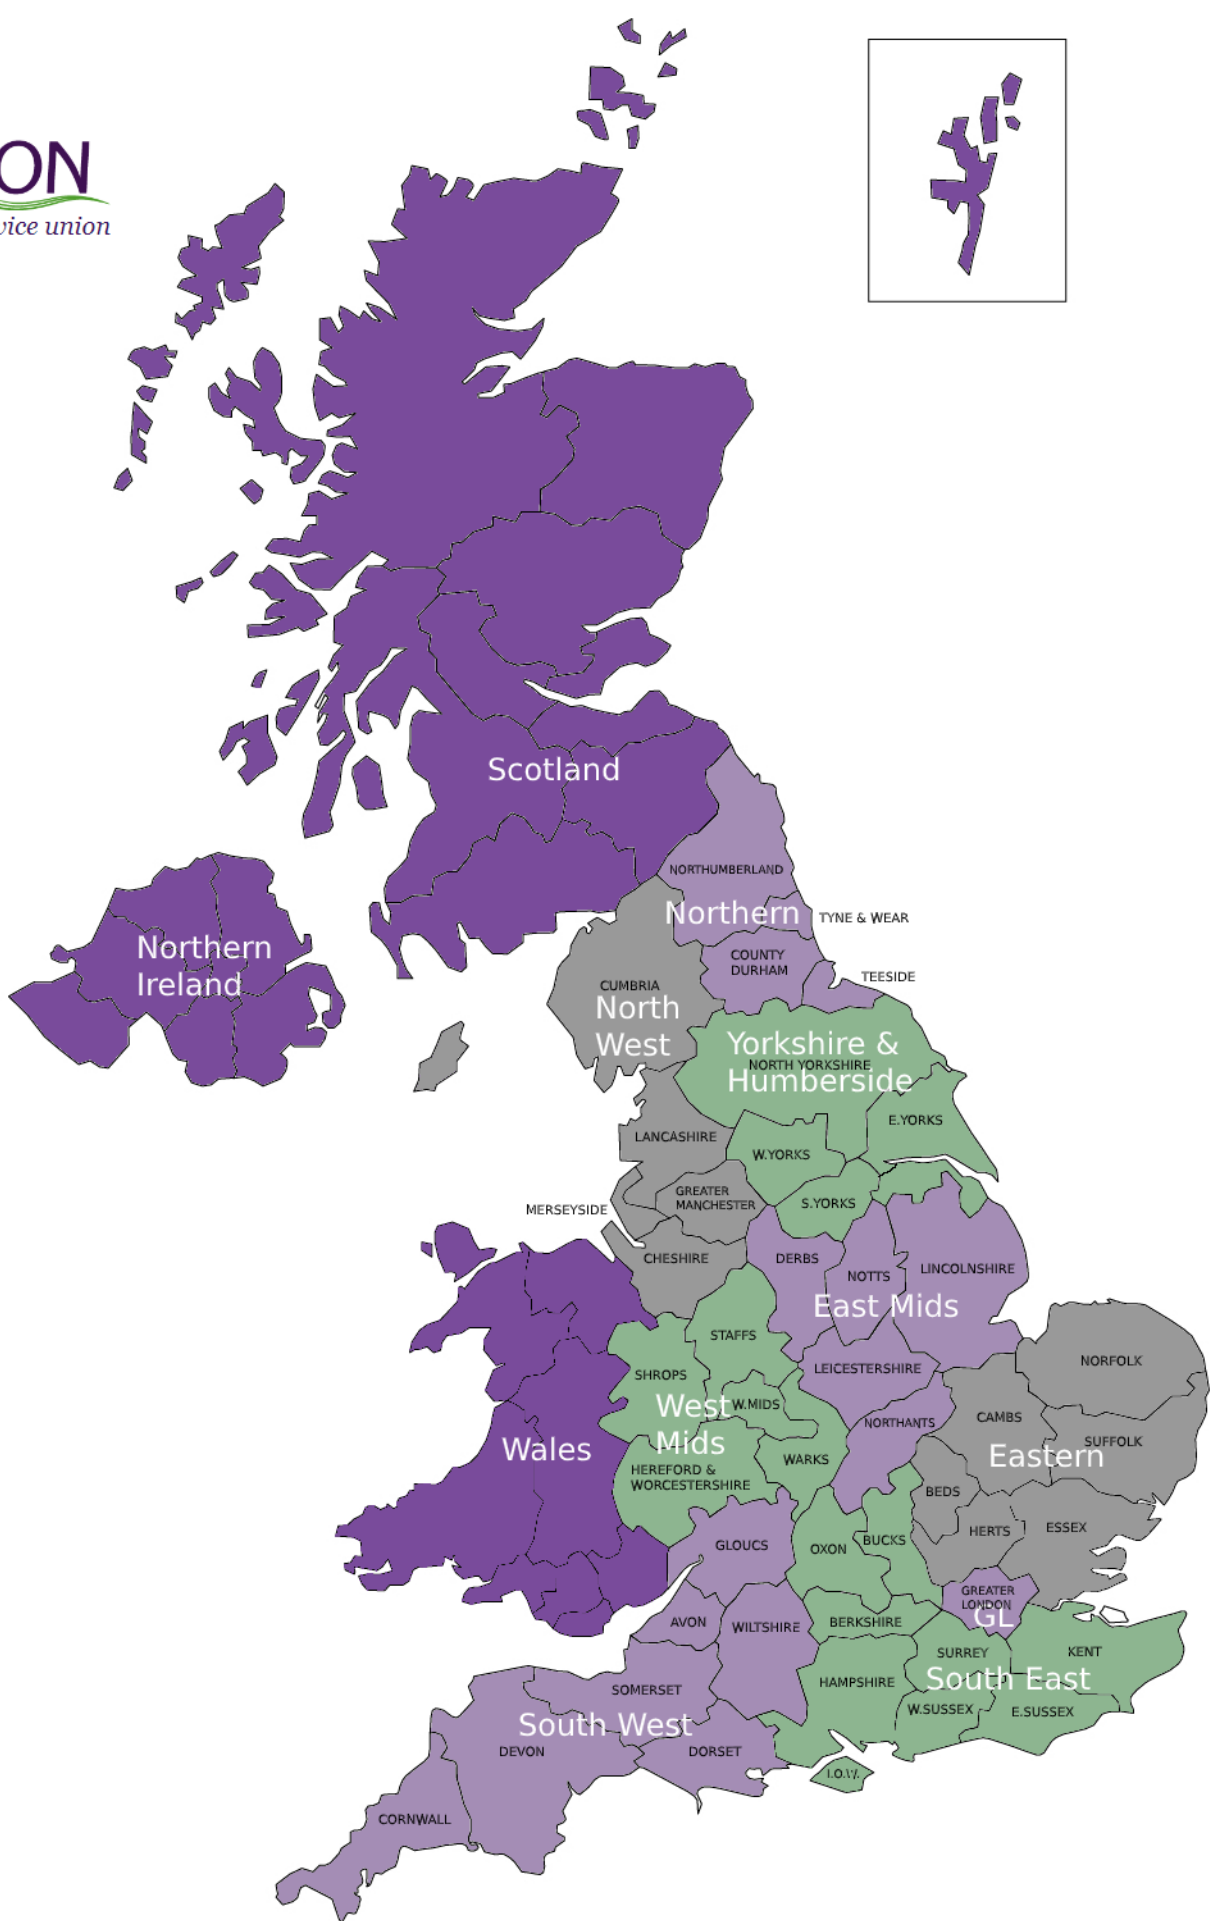 ON
vice union
Scotland
NORTHUMBERLAND
Northern
TYNE & WEAR
Northern
Ireland
COUNTY
DURHAM
TEESIDE
CUMBRIA
North
West
Yorkshire &
NORTH YORKSHIRE
Humberside
E.YORKS
LANCASHIRE
W.YORKS
GREATER
MANCHESTER
S.YORKS
MERSEYSIDE
CHESHIRE
DERBS
NOTTS
LINCOLNSHIRE
East Mids
STAFFS
NORFOLK
SHROPS
LEICESTERSHIRE
West
W.MIDS
Mids
NORTHANTS
CAMBS
SUFFOLK
Eastern
Wales
WARKS
HEREFORD &
WORCESTERSHIRE
BEDS
HERTS
ESSEX
GLOUCS
OXON
BUCKS
GREATER
LONDON
GL
AVON
WILTSHIRE
BERKSHIRE
SURREY
KENT
South East
HAMPSHIRE
SOMERSET
W.SUSSEX
E.SUSSEX
South West
DEVON
DORSET
I.O.W.
CORNWALL